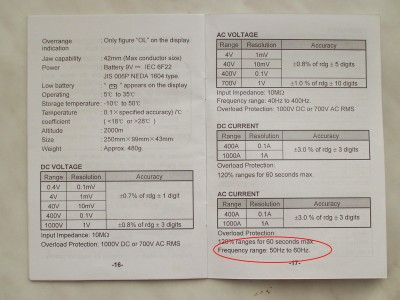 Overrange : Only figure "OL" on the display.
indication
Jaw capability : 42mm (Max conductor size)
Power : Battery 9V⎓ IEC 6F22
JIS 006P NEDA 1604 type.
Low battery : " " appears on the display
Operating : 5°C to 35°C
Storage temperature : -10°C to 50°C
Temperature : 0.1×(specified accuracy) /°C
coefficient ( <18°C or >28°C )
Altitude : 2000m
Size : 250mm×99mm×43mm
Weight : Approx. 480g.
DC VOLTAGE
Range Resolution Accuracy
0.4V 0.1mV ±0.7% of rdg ± 1 digit
4V 1mV
40V 10mV
400V 0.1V
1000V 1V ±0.8% of rdg ± 3 digits
Input Impedance: 10MΩ
Overload Protection: 1000V DC or 700V AC RMS
-16-
AC VOLTAGE
Range Resolution Accuracy
4V 1mV ±0.8% of rdg ± 5 digits
40V 10mV
400V 0.1V
700V 1V ±1.0 % of rdg ± 10 digits
Input Impedance: 10MΩ
Frequency range: 40Hz to 400Hz.
Overload Protection: 1000V DC or 700V AC RMS
DC CURRENT
Range Resolution Accuracy
400A 0.1A ±3.0 % of rdg ± 3 digits
1000A 1A
Overload Protection:
120% ranges for 60 seconds max.
AC CURRENT
Range Resolution Accuracy
400A 0.1A ±3.0 % of rdg ± 3 digits
1000A 1A
Overload Protection:
120% ranges for 60 seconds max.
Frequency range: 50Hz to 60Hz.
-17-